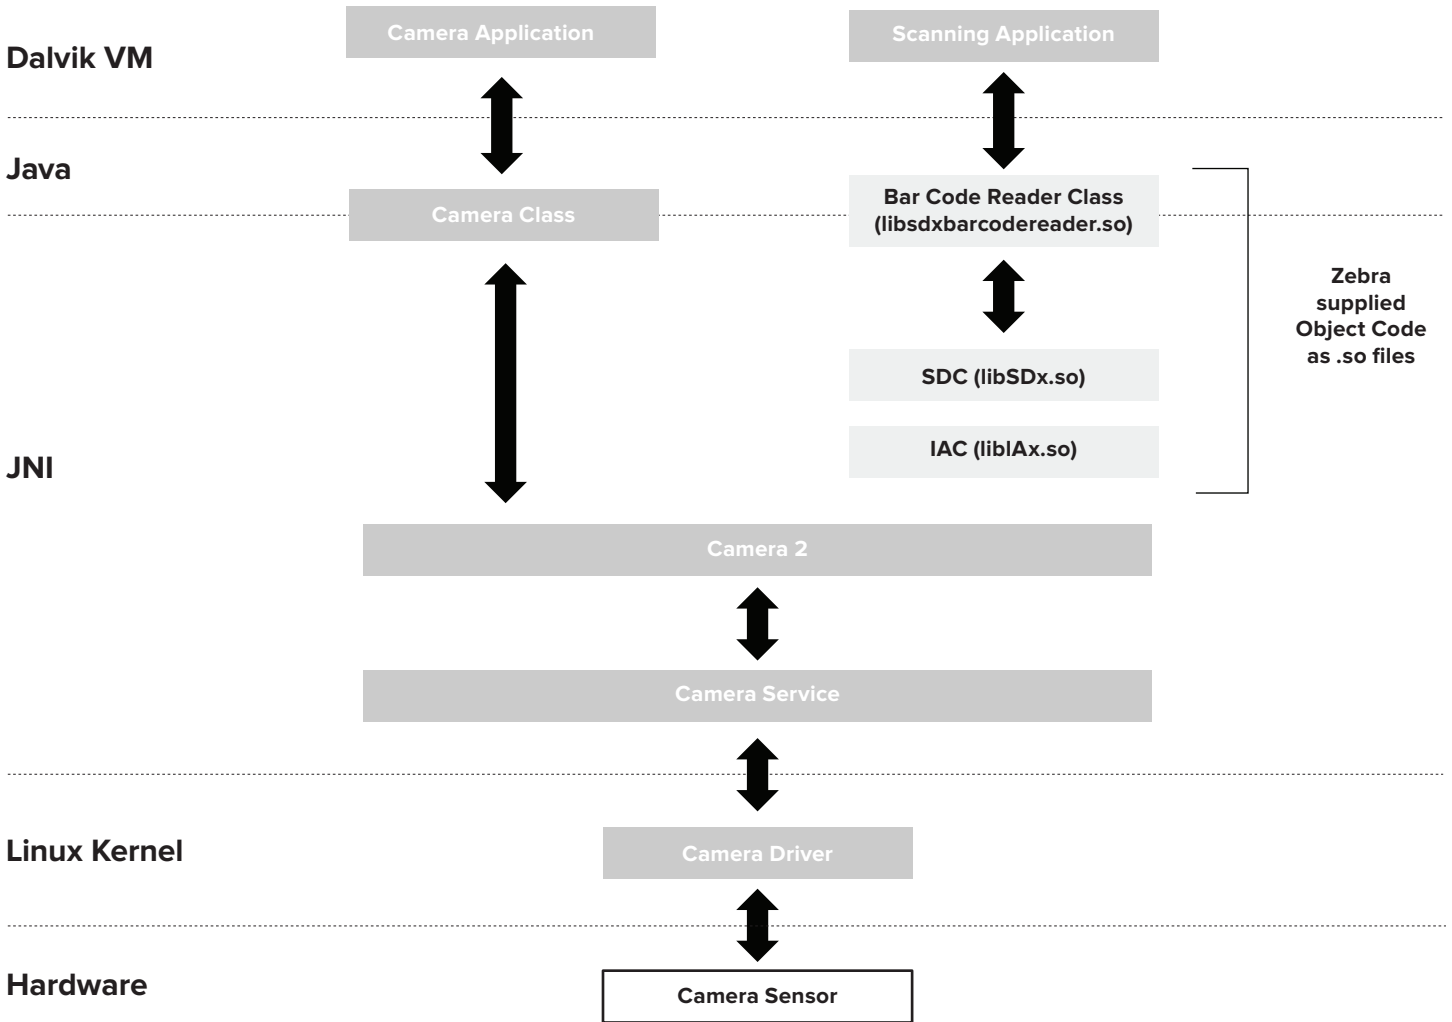 Camera Application
Scanning Application
Dalvik VM
Java
Bar Code Reader Class
(libsdxbarcodereader.so)
Camera Class
Zebra
supplied
Object Code
as .so files
SDC (libSDx.so)
IAC (libIAx.so)
JNI
Camera 2
Camera Service
Linux Kernel
Camera Driver
Hardware
Camera Sensor